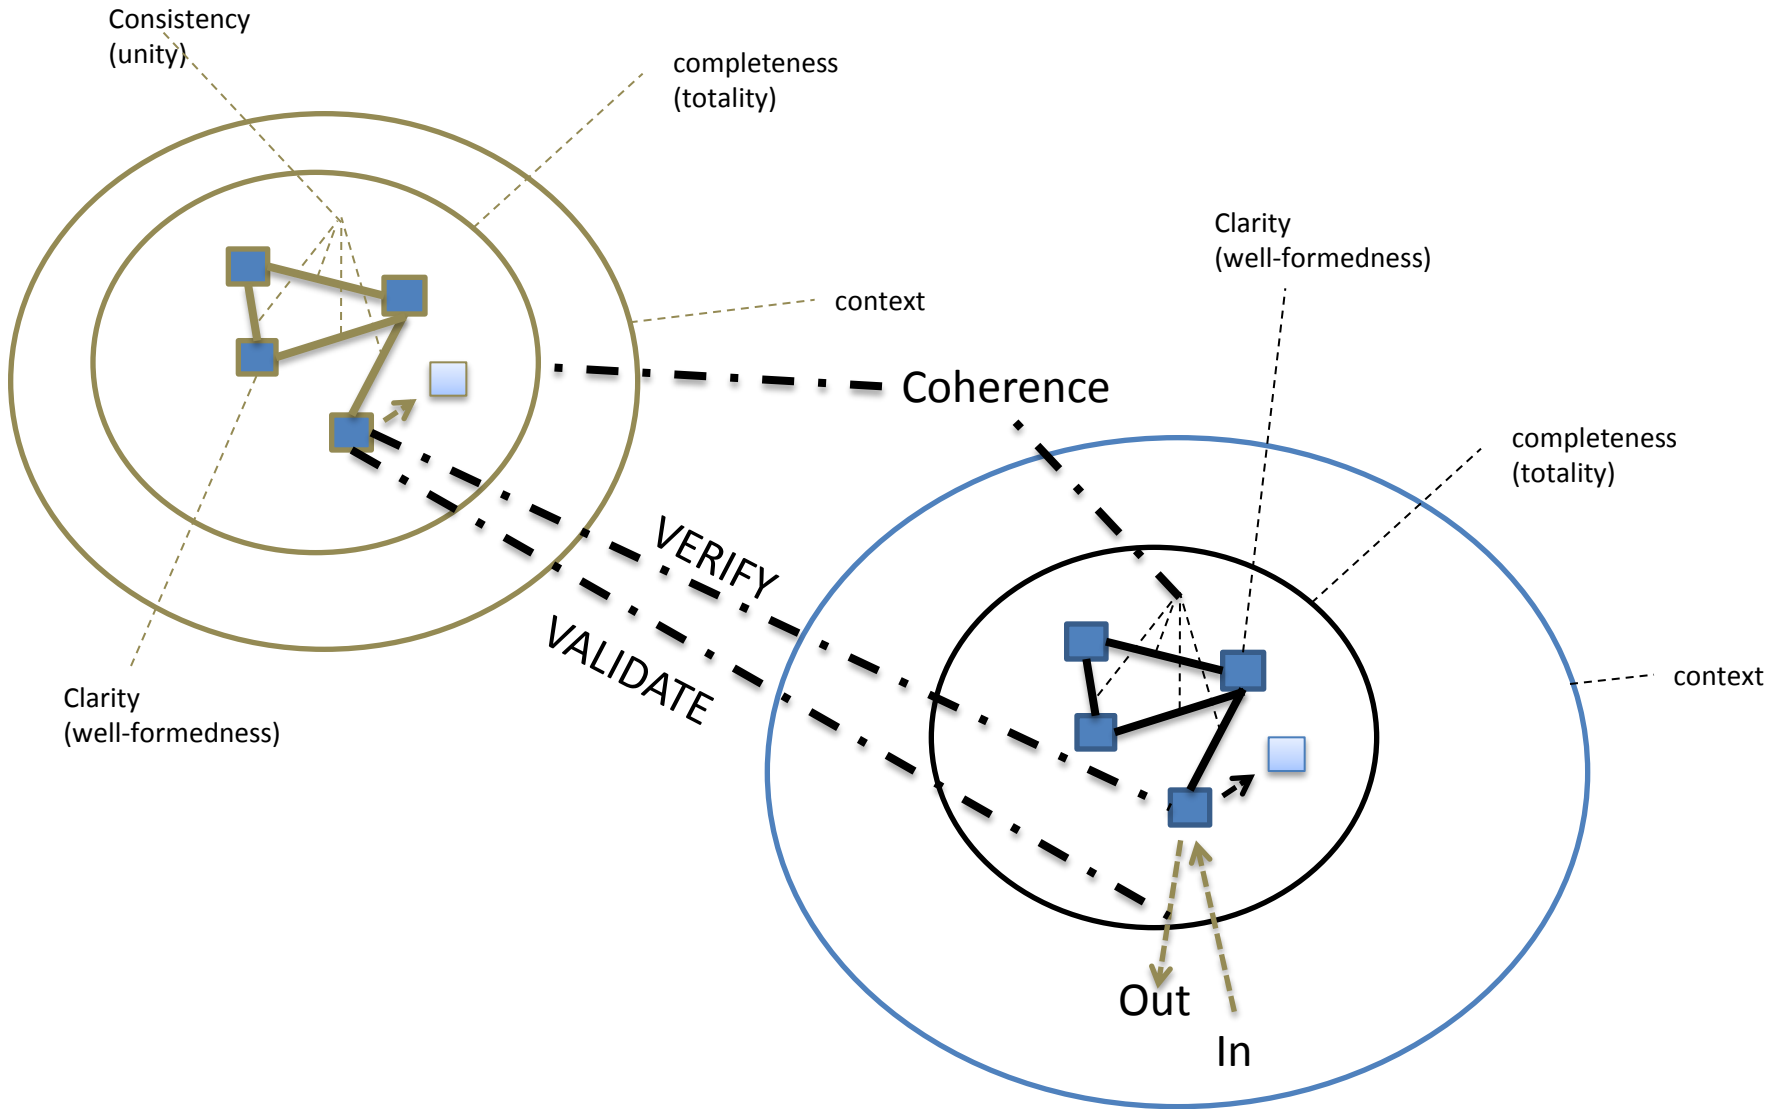 Consistency
(unity)
completeness
(totality)
Clarity
(well-formedness)
context
Coherence
completeness
(totality)
VERIFY
VALIDATE
context
Clarity
(well-formedness)
Out
In